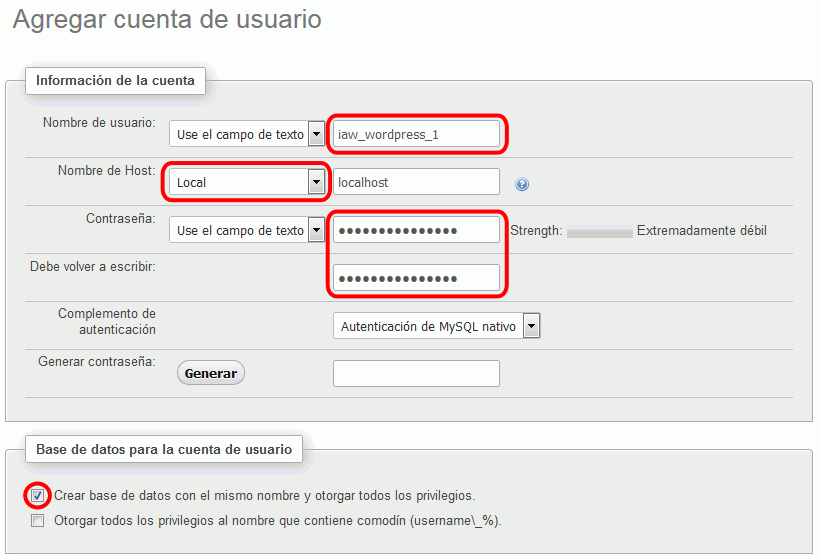 Agregar cuenta de usuario
Información de la cuenta
Nombre de usuario: Use el campo de texto iaw_wordpress_1
Nombre de Host: Local localhost
Contraseña: Use el campo de texto ●●●●●●●●●●●●●●● Strength: Extremadamente débil
Debe volver a escribir: ●●●●●●●●●●●●●●●
Complemento de
autenticación Autenticación de MySQL nativo
Generar contraseña: Generar
Base de datos para la cuenta de usuario
Crear base de datos con el mismo nombre y otorgar todos los privilegios.
Otorgar todos los privilegios al nombre que contiene comodín (username\_%).